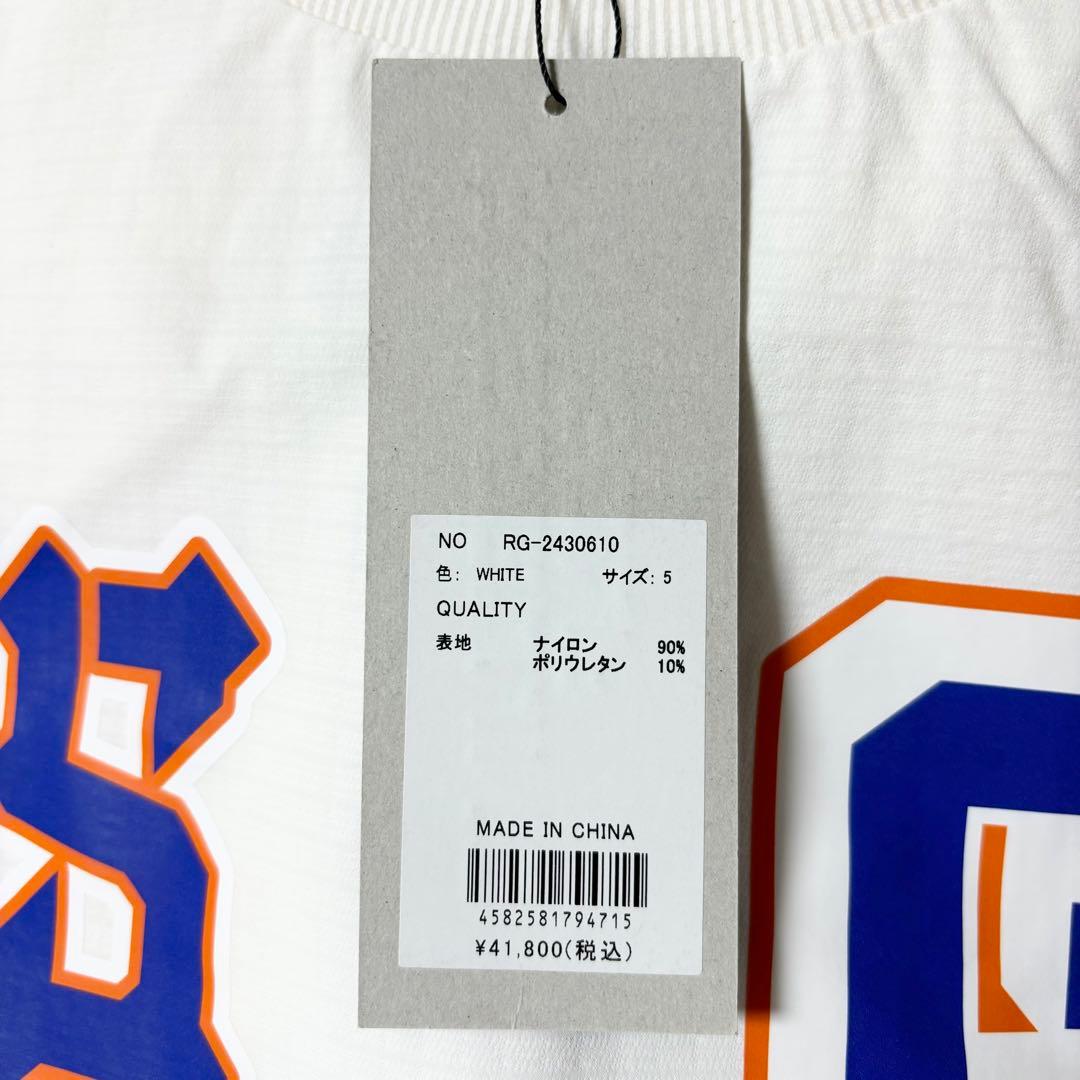 NO RG-2430610
色: WHITE サイズ: 5
QUALITY
表地 ナイロン 90%
ポリウレタン 10%
MADE IN CHINA
4582581794715
¥41,800(税込)